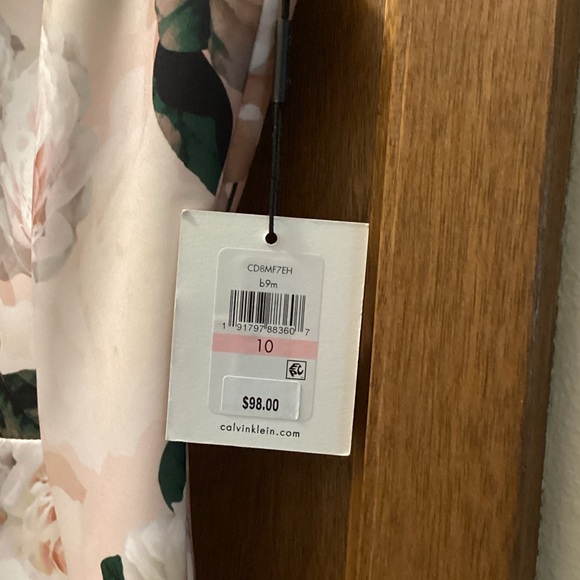 CD8MF7EH
b9m
1 91797 88360 7
10
$98.00
calvinklein.com